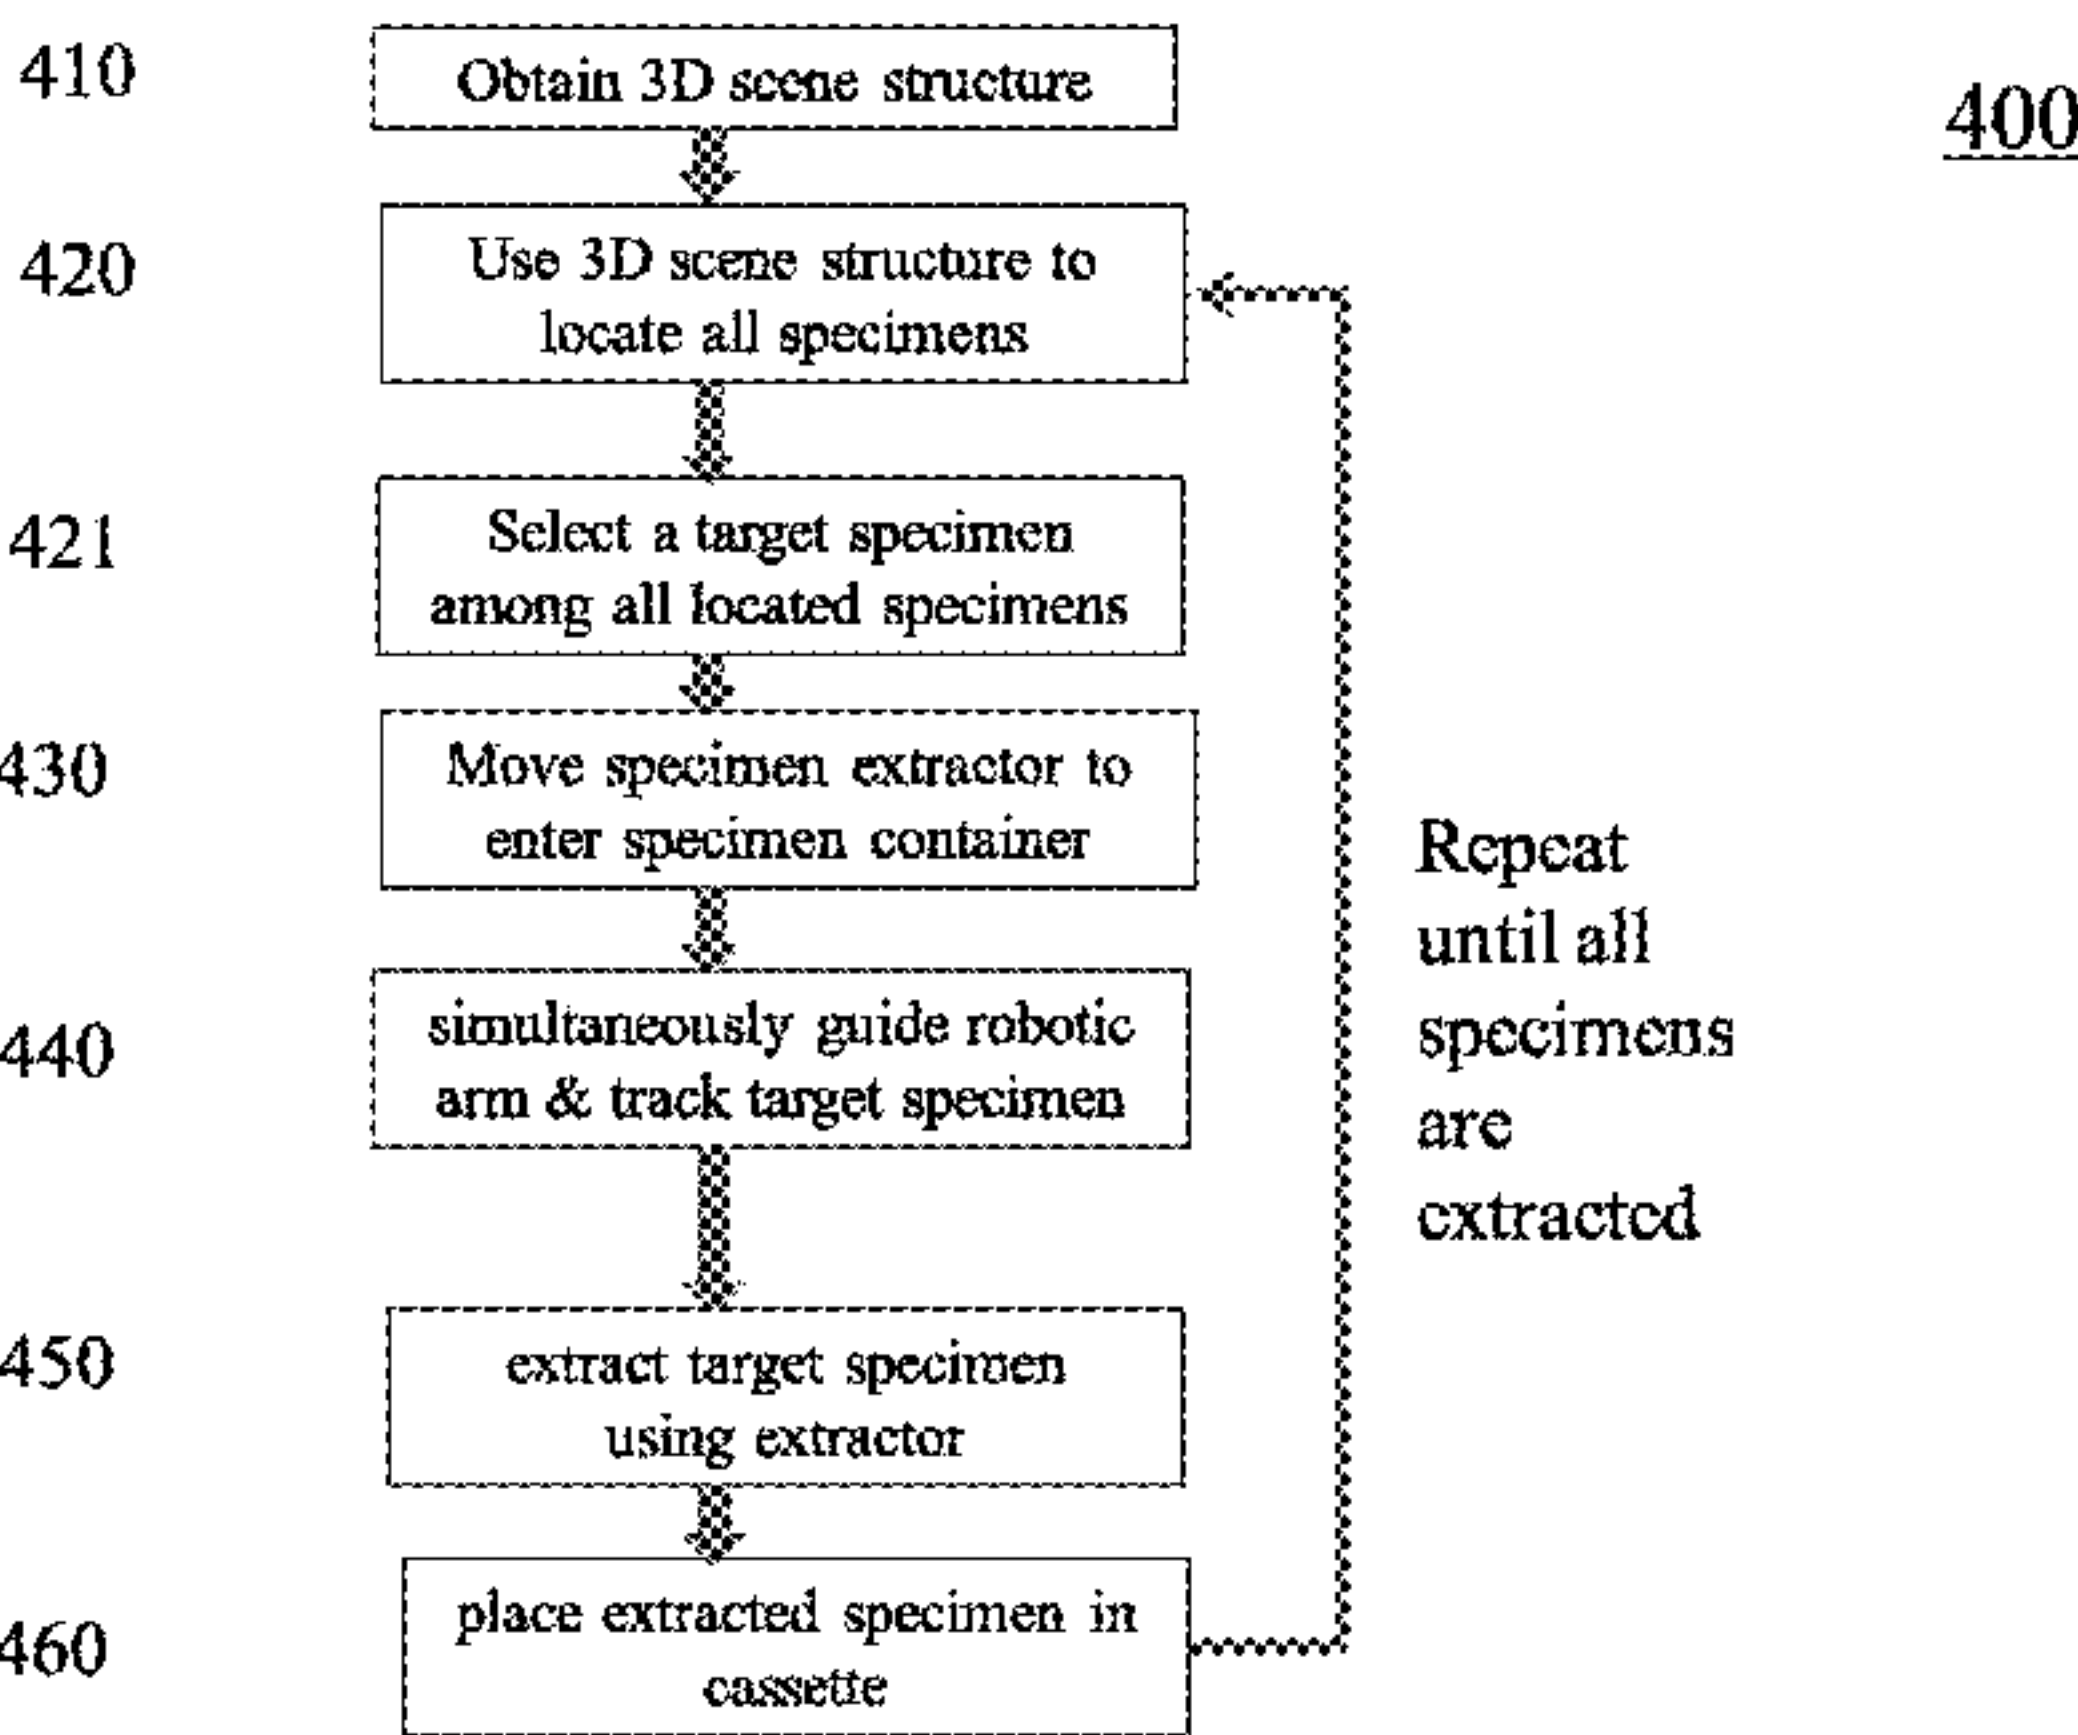 410
Obtain 3D scene structure
400
420
Use 3D scene structure to
locate all specimens
421
Select a target specimen
among all located specimens
430
Move specimen extractor to
enter specimen container
440
simultaneously guide robotic
arm & track target specimen
450
extract target specimen
using extractor
460
place extracted specimen in
cassette
Repeat
until all
specimens
are
extracted